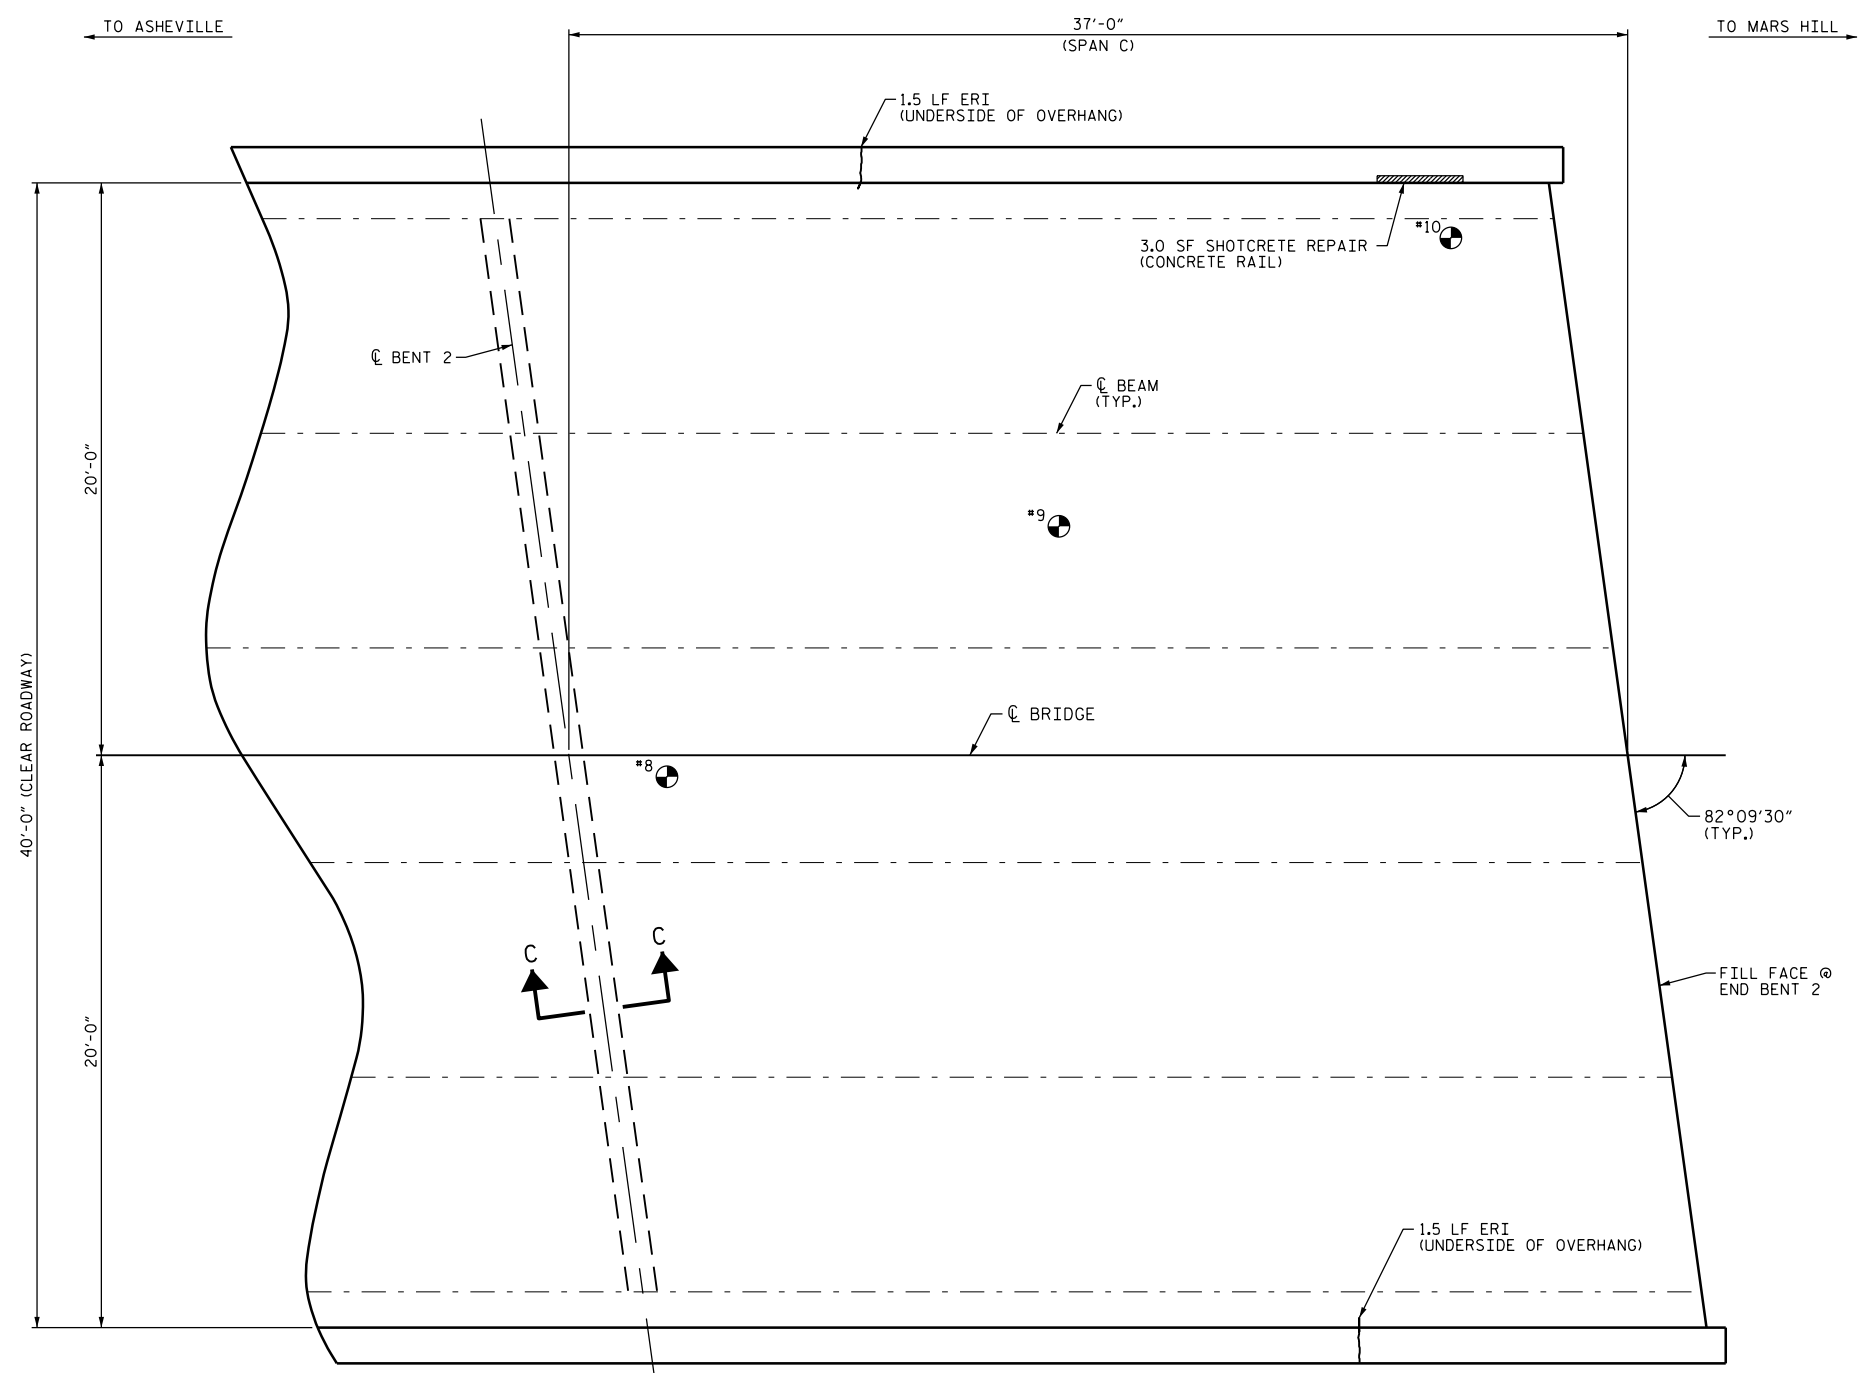 TO ASHEVILLE
37'-0"
(SPAN C)
TO MARS HILL
1.5 LF ERI
(UNDERSIDE OF OVERHANG)
#10
3.0 SF SHOTCRETE REPAIR
(CONCRETE RAIL)
℄ BENT 2
℄ BEAM
(TYP.)
20'-0"
#9
40'-0" (CLEAR ROADWAY)
℄ BRIDGE
#8
82°09'30"
(TYP.)
C
C
FILL FACE @
END BENT 2
20'-0"
1.5 LF ERI
(UNDERSIDE OF OVERHANG)